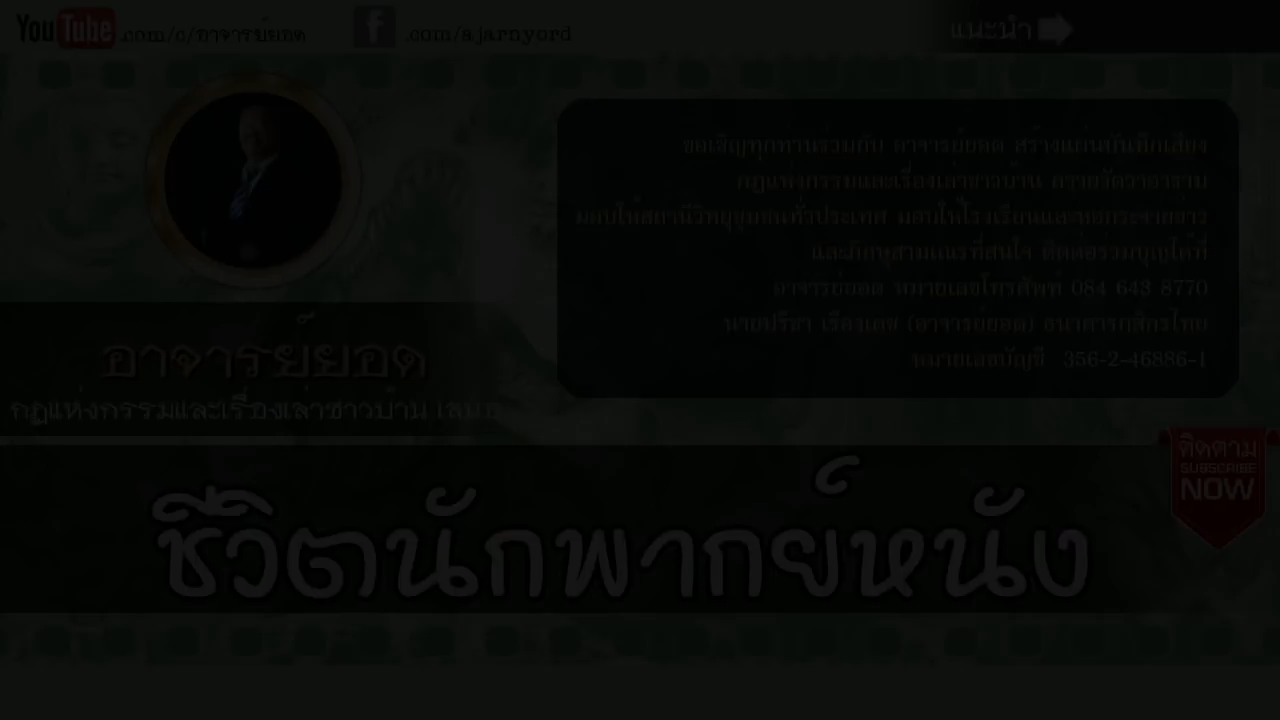 YouTube.com/c/อาจารย์ยอด
f .com/ajarnyord
แนะนำ
ขอเชิญทุกท่านร่วมกับ อาจารย์ยอด สร้างแผ่นบันทึกเสียง
กฎแห่งกรรมและเรื่องเล่าชาวบ้าน
มอบให้สถานีวิทยุชุมชนทั่วประเทศ มอบให้โรงเรียนและหอกระจายข่าว
และภิกษุสามเณรที่สนใจ ติดต่อร่วมบุญได้ที่
อาจารย์ยอด หมายเลขโทรศัพท์ 084 643 8770
นายปรีชา เรืองเดช (อาจารย์ยอด) ธนาคารกสิกรไทย
หมายเลขบัญชี 356-2-46886-1
อาจารย์ยอด
กฎแห่งกรรมและเรื่องเล่าชาวบ้าน
ติดตาม
SUBSCRIBE
NOW
ชีวิตนักพากย์หนัง